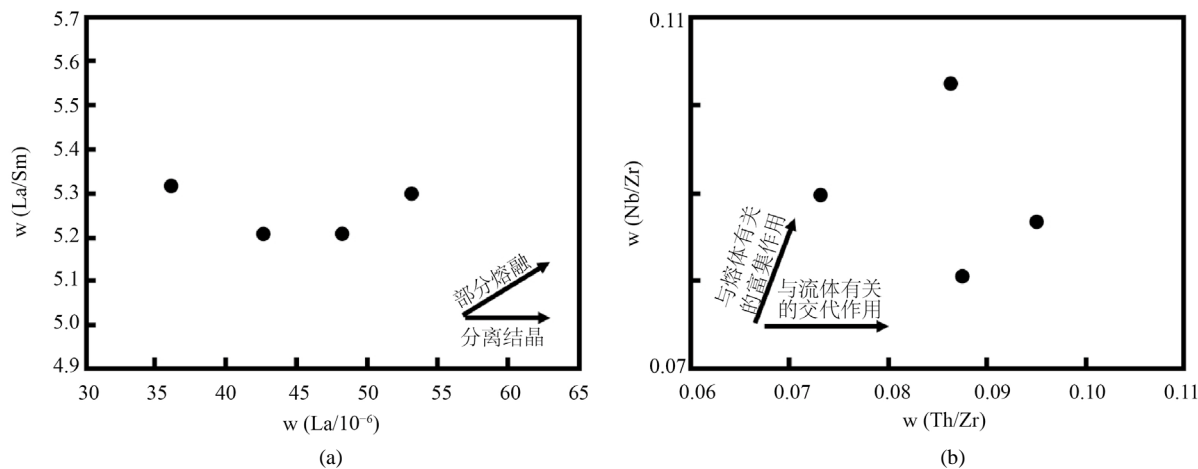 5.7
5.6
5.5
5.4
5.3
5.2
5.1
5.0
4.9
w (La/Sm)
30
35
40
45
50
55
60
65
w (La/10⁻⁶)
部分熔融
分离结晶
(a)
0.11
0.07
w (Nb/Zr)
0.06
0.07
0.08
0.09
0.10
0.11
w (Th/Zr)
与熔体有关
的富集作用
与流体有关
的交代作用
(b)